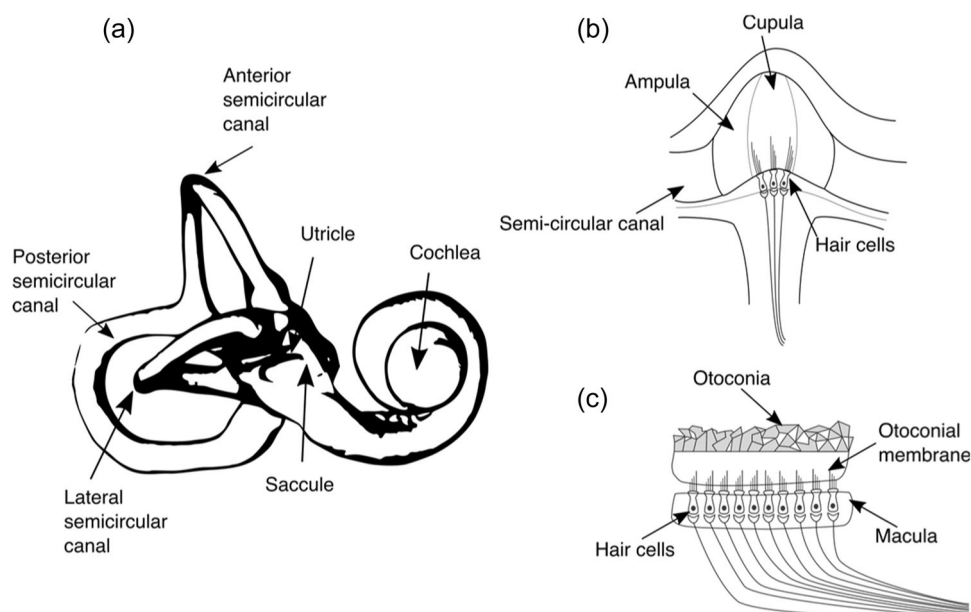 (a)
Anterior
semicircular
canal
Utricle
Cochlea
Posterior
semicircular
canal
Lateral
semicircular
canal
Saccule
(b)
Cupula
Ampula
Semi-circular canal
Hair cells
(c)
Otoconia
Otoconial
membrane
Hair cells
Macula